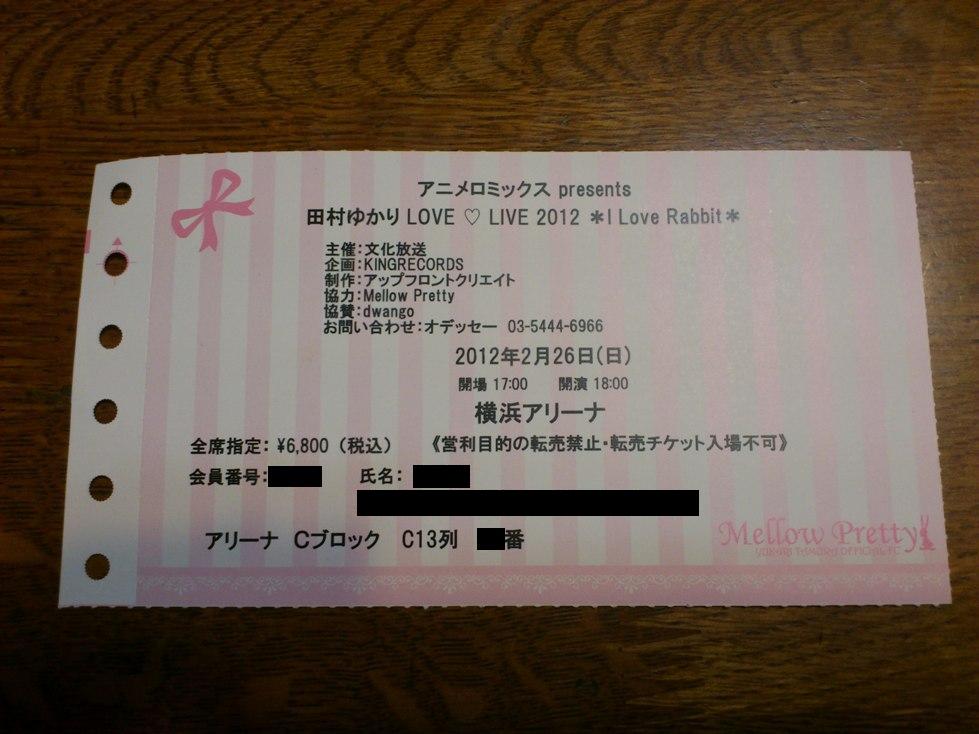 アニメロミックス presents
田村ゆかり LOVE ♡ LIVE 2012 ＊I Love Rabbit＊
主催：文化放送
企画：KINGRECORDS
制作：アップフロントクリエイト
協力：Mellow Pretty
協賛：dwango
お問い合わせ：オデッセー 03-5444-6966
2012年2月26日(日)
開場 17:00 開演 18:00
横浜アリーナ
全席指定：¥6,800（税込） 《営利目的の転売禁止・転売チケット入場不可》
会員番号： 氏名：
アリーナ Cブロック C13列 番
Mellow Pretty
YUKARI TAMURA OFFICIAL FC